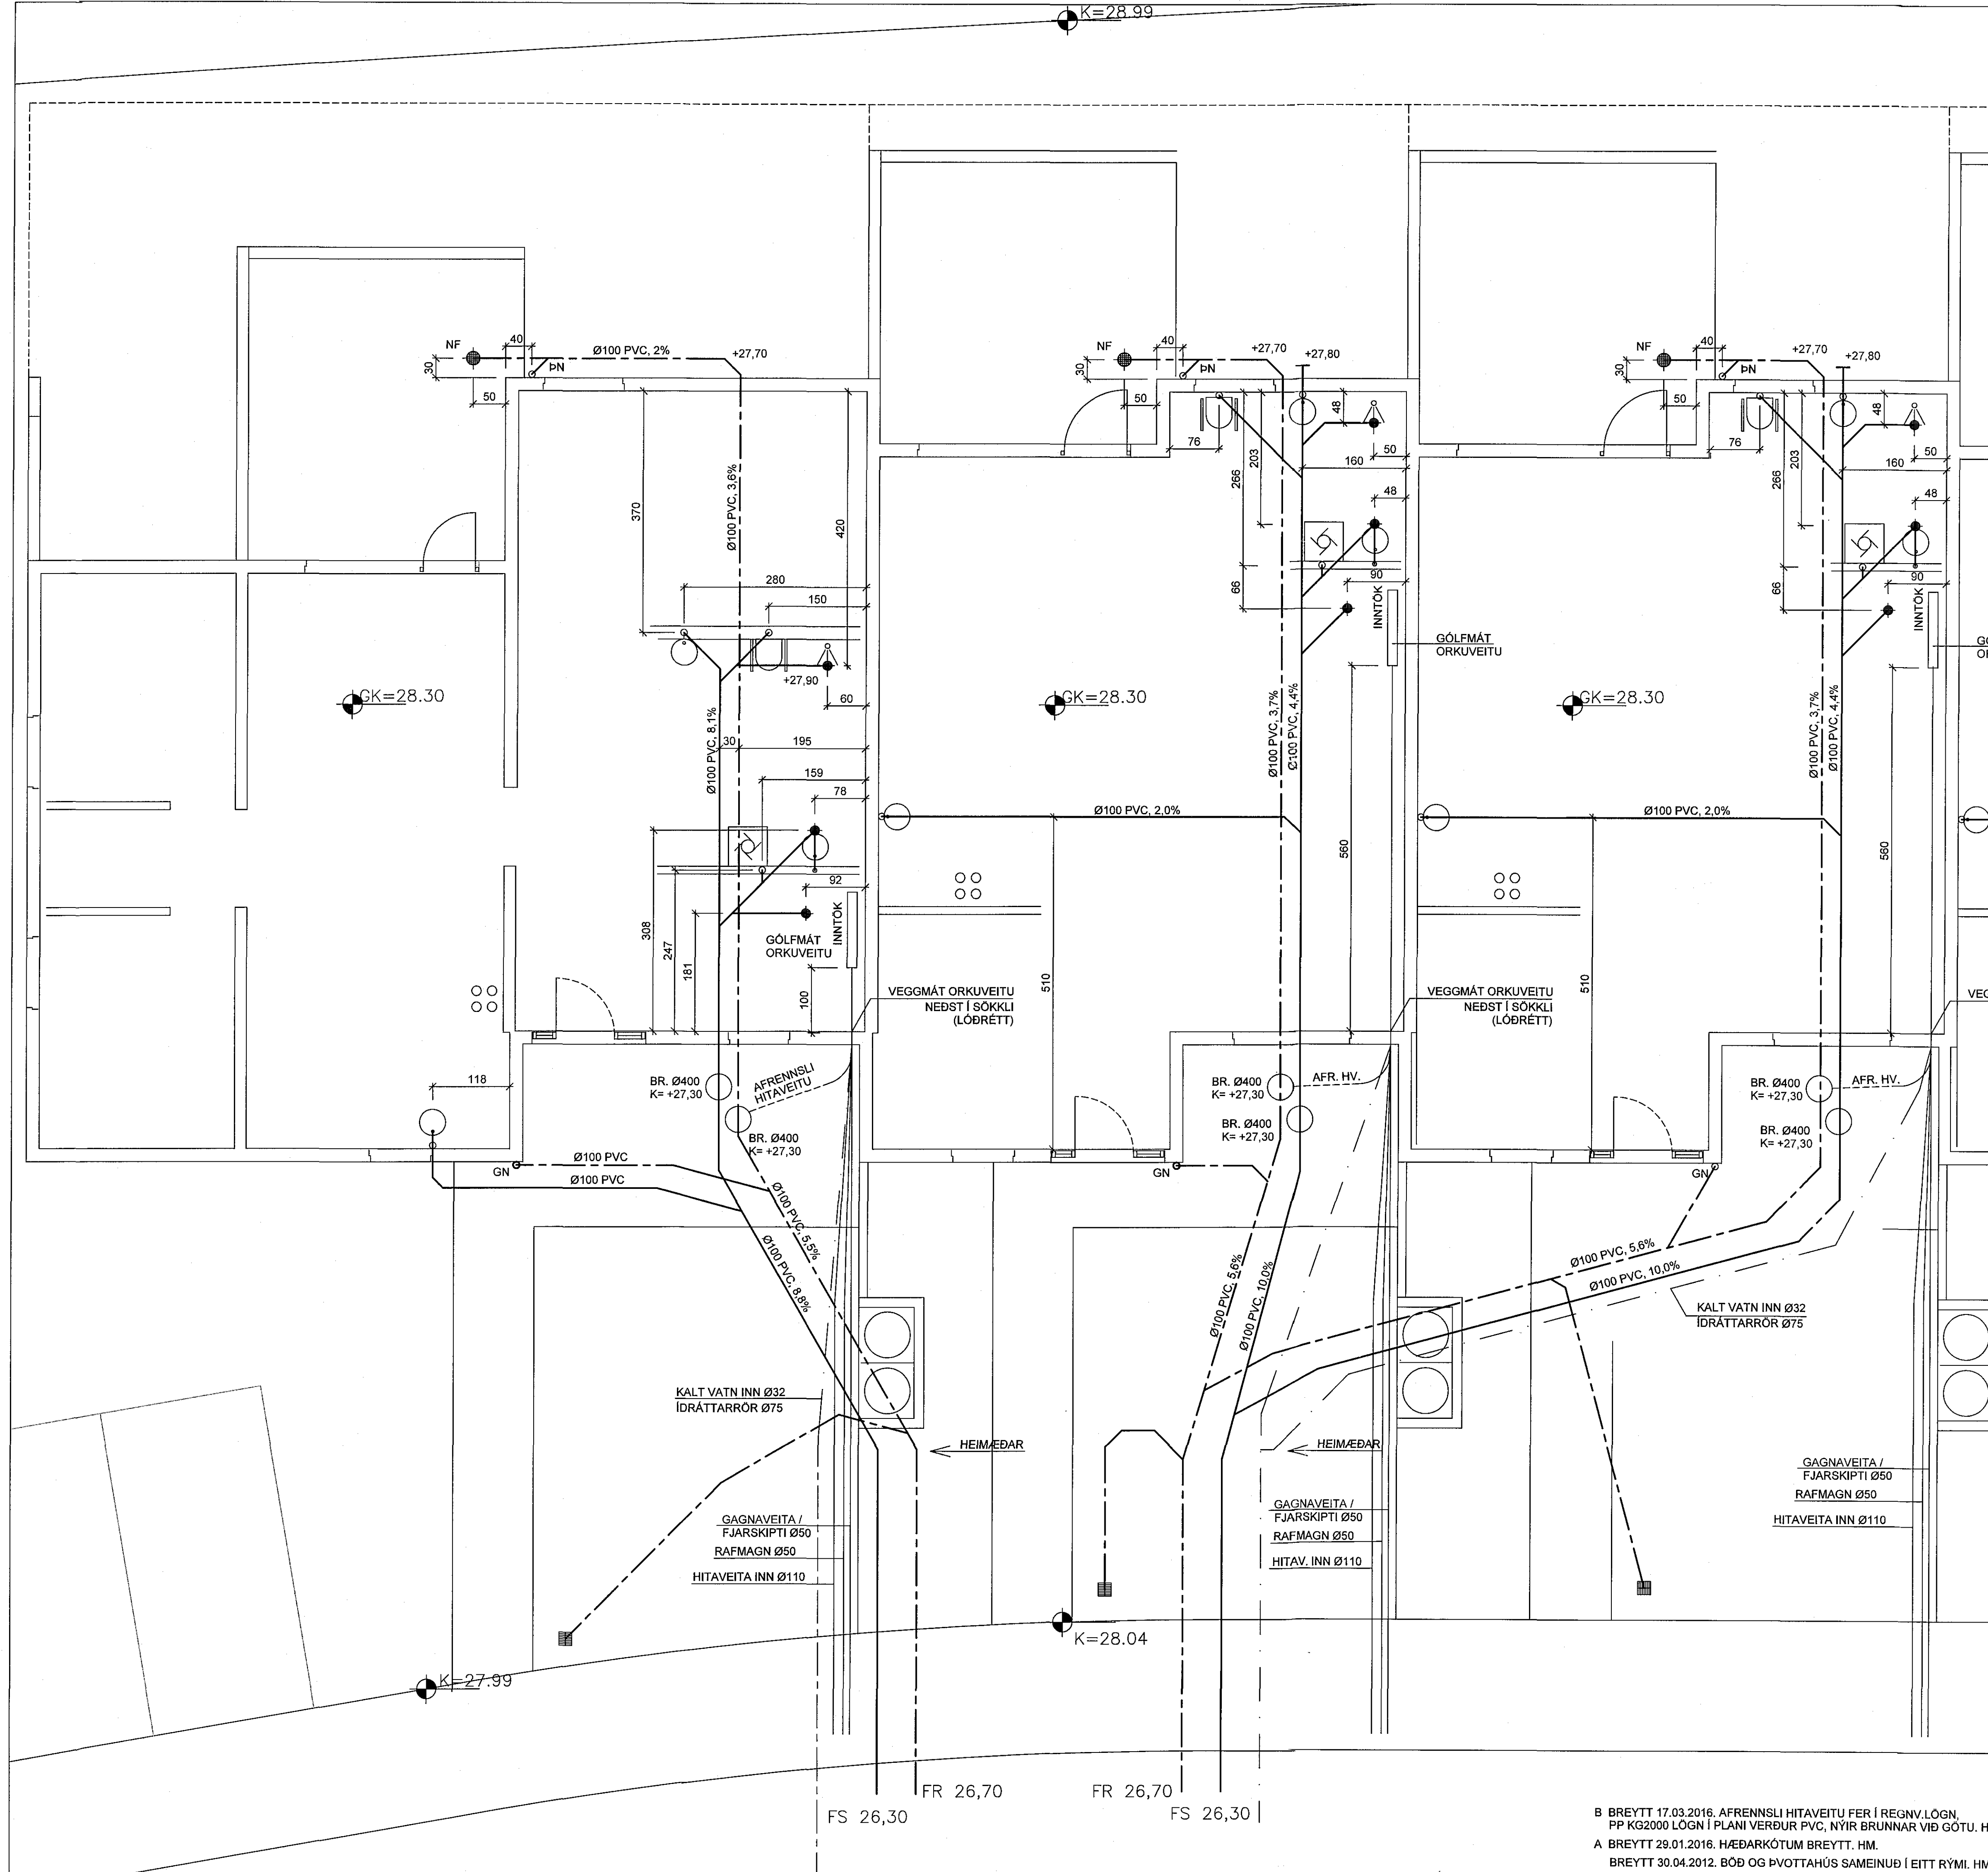 K=28.99
NF
40
Ø100 PVC, 2%
+27,70
30
ÞN
50
NF
40
+27,70
+27,80
30
ÞN
50
76
48
50
160
203
266
48
66
90
INNTÖK
NF
40
+27,70
+27,80
30
ÞN
50
76
48
50
160
203
266
48
66
90
INNTÖK
370
Ø100 PVC, 3,6%
420
280
150
+27,90
60
GK=28.30
Ø100 PVC, 8,1%
30
195
159
78
92
308
247
181
GÓLFMÁT
ORKUVEITU
INNTÖK
100
GK=28.30
GÓLFMÁT
ORKUVEITU
Ø100 PVC, 3,7%
Ø100 PVC, 4,4%
Ø100 PVC, 2,0%
560
510
GK=28.30
Ø100 PVC, 3,7%
Ø100 PVC, 4,4%
Ø100 PVC, 2,0%
560
510
VEGGMÁT ORKUVEITU
NEÐST Í SÖKKLI
(LÓÐRÉTT)
VEGGMÁT ORKUVEITU
NEÐST Í SÖKKLI
(LÓÐRÉTT)
118
BR. Ø400
K= +27,30
AFRENNSLI
HITAVEITU
BR. Ø400
K= +27,30
GN
Ø100 PVC
Ø100 PVC
BR. Ø400
K= +27,30
AFR. HV.
BR. Ø400
K= +27,30
GN
BR. Ø400
K= +27,30
AFR. HV.
BR. Ø400
K= +27,30
GN
Ø100 PVC, 5,5%
Ø100 PVC, 8,8%
Ø100 PVC, 5,6%
Ø100 PVC, 10,0%
Ø100 PVC, 5,6%
Ø100 PVC, 10,0%
KALT VATN INN Ø32
ÍDRÁTTARRÖR Ø75
KALT VATN INN Ø32
ÍDRÁTTARRÖR Ø75
HEIMÆÐAR
HEIMÆÐAR
GAGNAVEITA /
FJARSKIPTI Ø50
RAFMAGN Ø50
HITAVEITA INN Ø110
GAGNAVEITA /
FJARSKIPTI Ø50
RAFMAGN Ø50
HITAV. INN Ø110
GAGNAVEITA /
FJARSKIPTI Ø50
RAFMAGN Ø50
HITAVEITA INN Ø110
K=28.04
K=27.99
FR 26,70
FS 26,30
FR 26,70
FS 26,30
B BREYTT 17.03.2016. AFRENNSLI HITAVEITU FER Í REGNV.LÖGN,
PP KG2000 LÖGN Í PLANI VERÐUR PVC, NÝIR BRUNNAR VIÐ GÖTU.
A BREYTT 29.01.2016. HÆÐARKÓTUM BREYTT. HM.
BREYTT 30.04.2012. BÖÐ OG ÞVOTTAHÚS SAMEINUÐ Í EITT RÝMI.